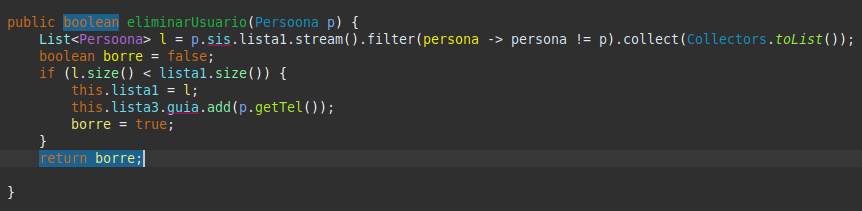 public boolean eliminarUsuario(Persoona p) {
List<Persoona> l = p.sis.lista1.stream().filter(persona -> persona != p).collect(Collectors.toList());
boolean borre = false;
if (l.size() < lista1.size()) {
this.lista1 = l;
this.lista3.guia.add(p.getTel());
borre = true;
}
return borre;
}